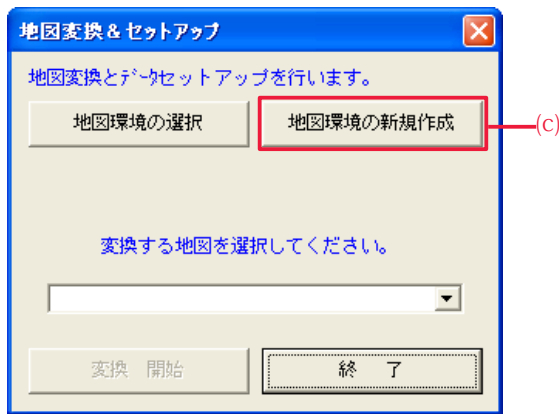 地図変換＆セットアップ
地図変換とﾃﾞｰﾀセットアップを行います。
地図環境の選択 地図環境の新規作成 (c)
変換する地図を選択してください。
変換 開始 終 了